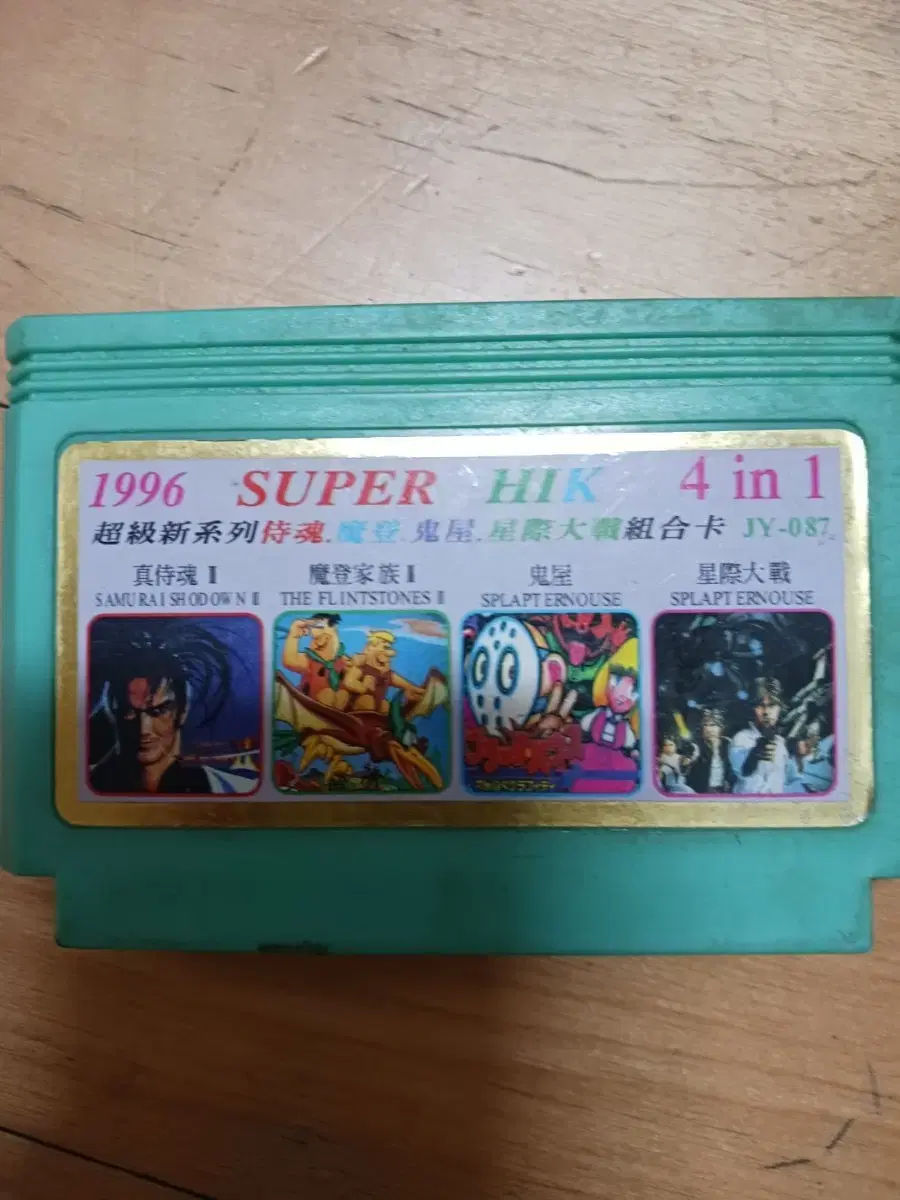 1996 SUPER HIK 4 in 1
超級新系列侍魂.魔登.鬼屋.星際大戰組合卡 JY-087
真侍魂 II 魔登家族 II 鬼屋 星際大戰
SAMURAI SHODOWN II THE FLINTSTONES II SPLAPTERNOUSE SPLAPTERNOUSE